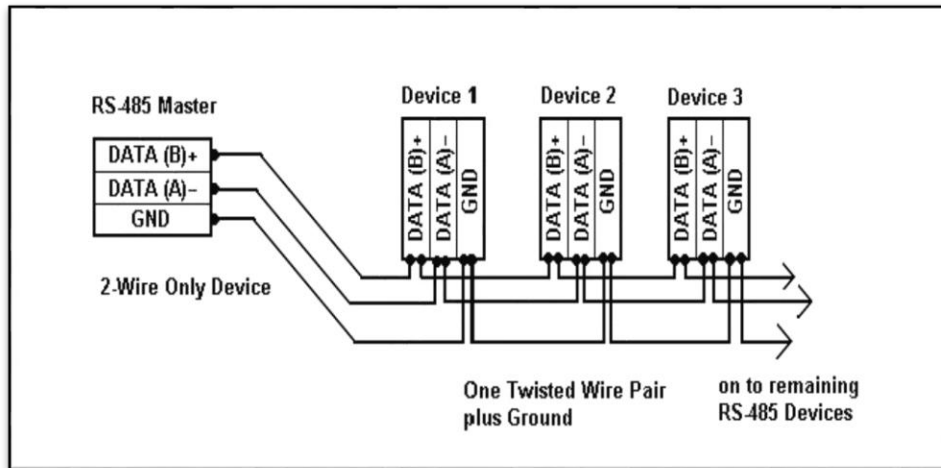 RS-485 Master
DATA (B)+
DATA (A)−
GND
2-Wire Only Device
Device 1
DATA (B)+
DATA (A)−
GND
Device 2
DATA (B)+
DATA (A)−
GND
Device 3
DATA (B)+
DATA (A)−
GND
One Twisted Wire Pair
plus Ground
on to remaining
RS-485 Devices